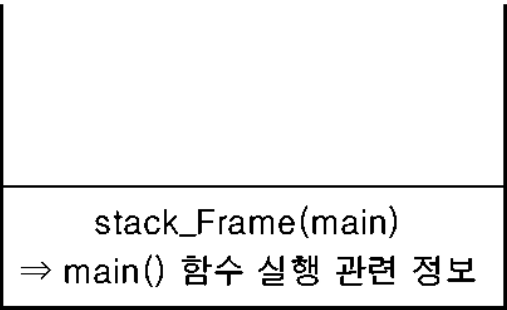 stack_Frame(main)
⇒ main() 함수 실행 관련 정보